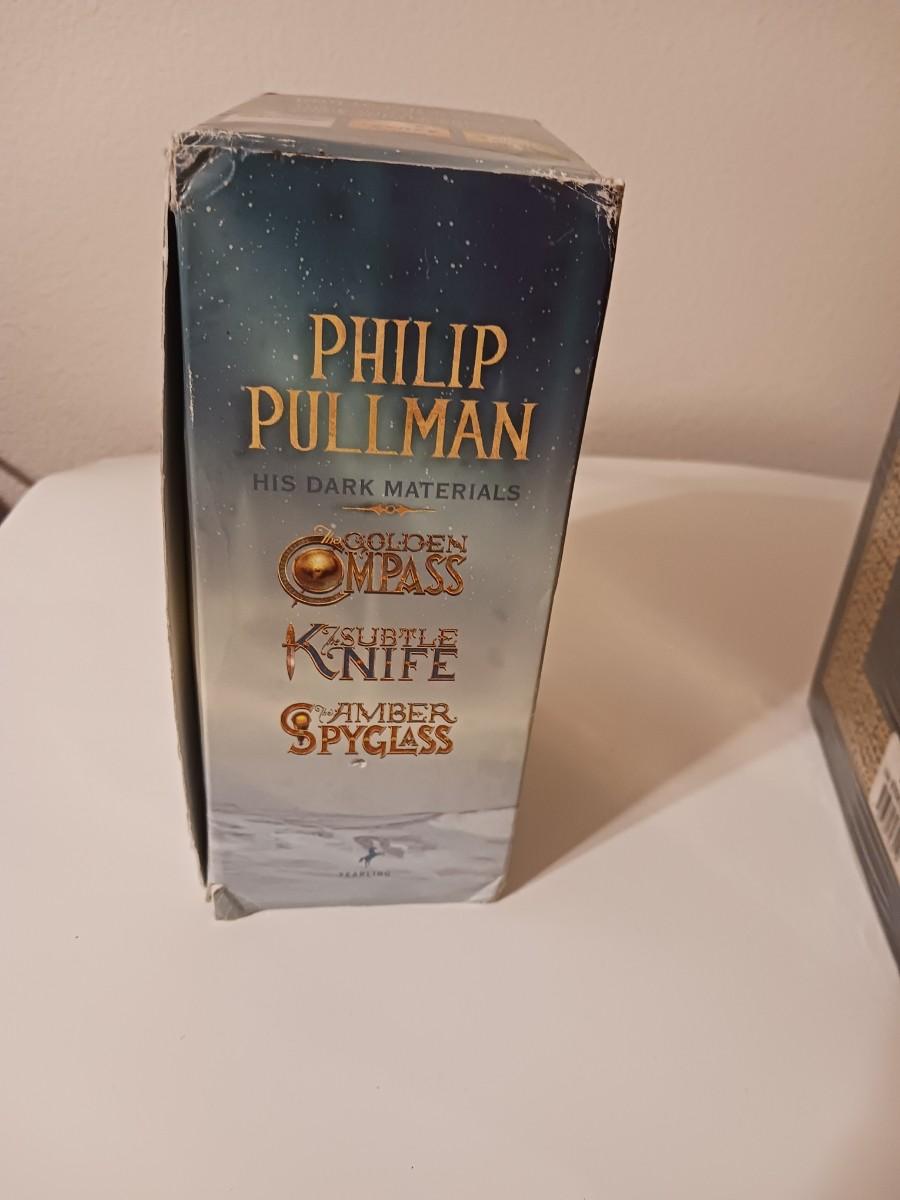 PHILIP
PULLMAN
HIS DARK MATERIALS
The GOLDEN
COMPASS
The SUBTLE
KNIFE
The AMBER
SPYGLASS
YEARLING